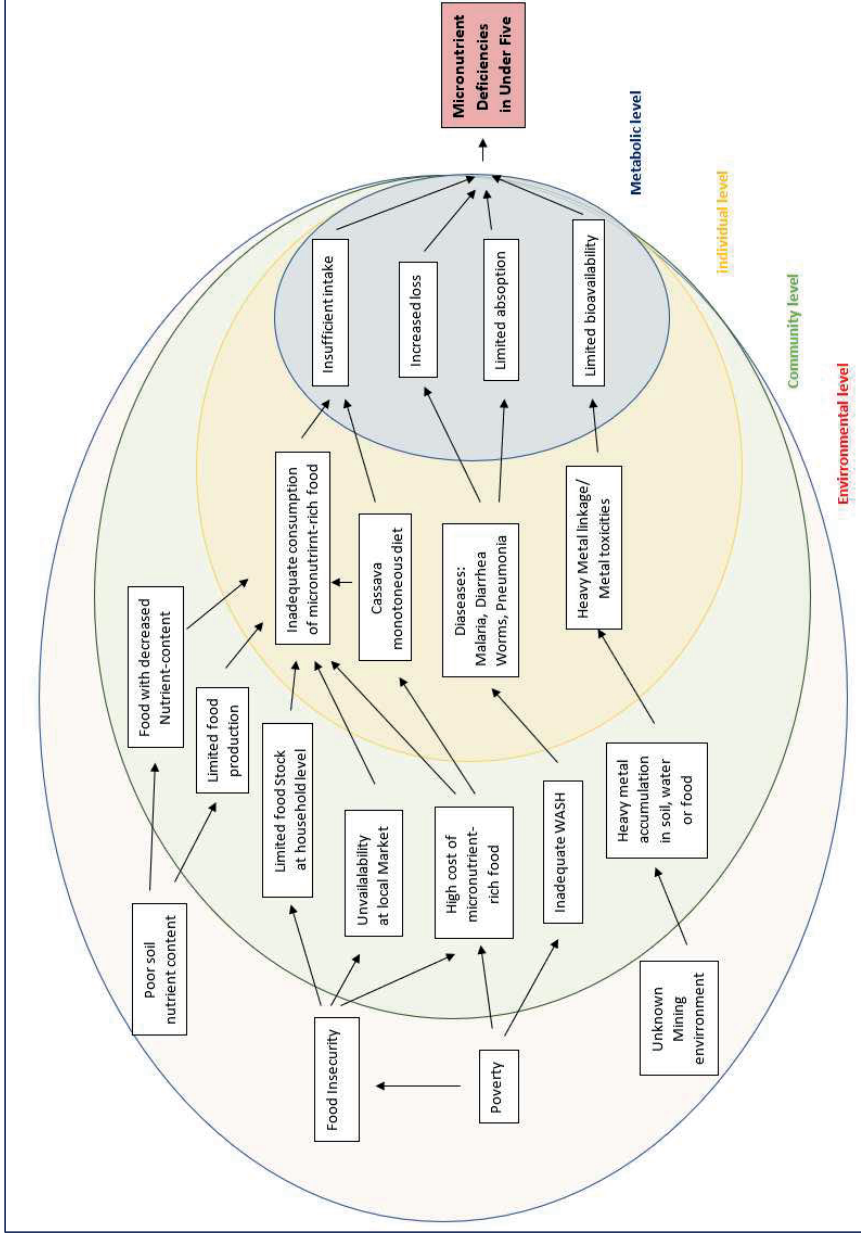 Poor soil
nutrient content
Food Insecurity
Poverty
Unknown
Mining
envirronment
Food with decreased
Nutrient-content
Limited food
production
Limited food Stock
at household level
Unvailalability
at local Market
High cost of
micronutrient-
rich food
Inadequate WASH
Heavy metal
accumulation
in soil, water
or food
Inadequate consumption
of micronutrirnt-rich food
Cassava
monotoneous diet
Diaseases:
Malaria, Diarrhea
Worms, Pneumonia
Heavy Metal linkage/
Metal toxicities
Insufficient intake
Increased loss
Limited absoption
Limited bioavailability
Micronutrient
Deficiencies
in Under Five
Metabolic level
individual level
Community level
Envirronmental level